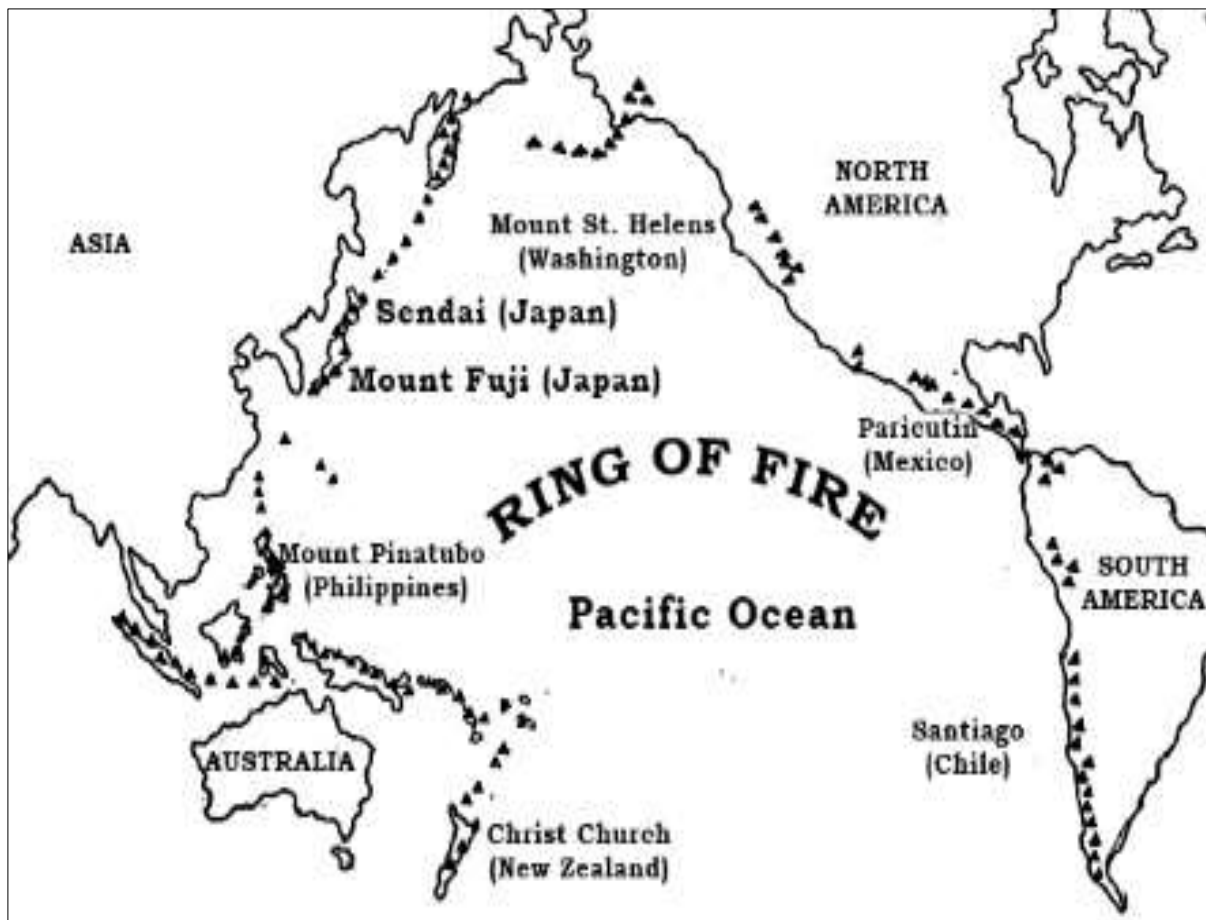 NORTH
AMERICA
Mount St. Helens
(Washington)
ASIA
Sendai (Japan)
Mount Fuji (Japan)
Paricutin
(Mexico)
RING OF FIRE
Mount Pinatubo
(Philippines)
SOUTH
AMERICA
Pacific Ocean
Santiago
(Chile)
AUSTRALIA
Christ Church
(New Zealand)